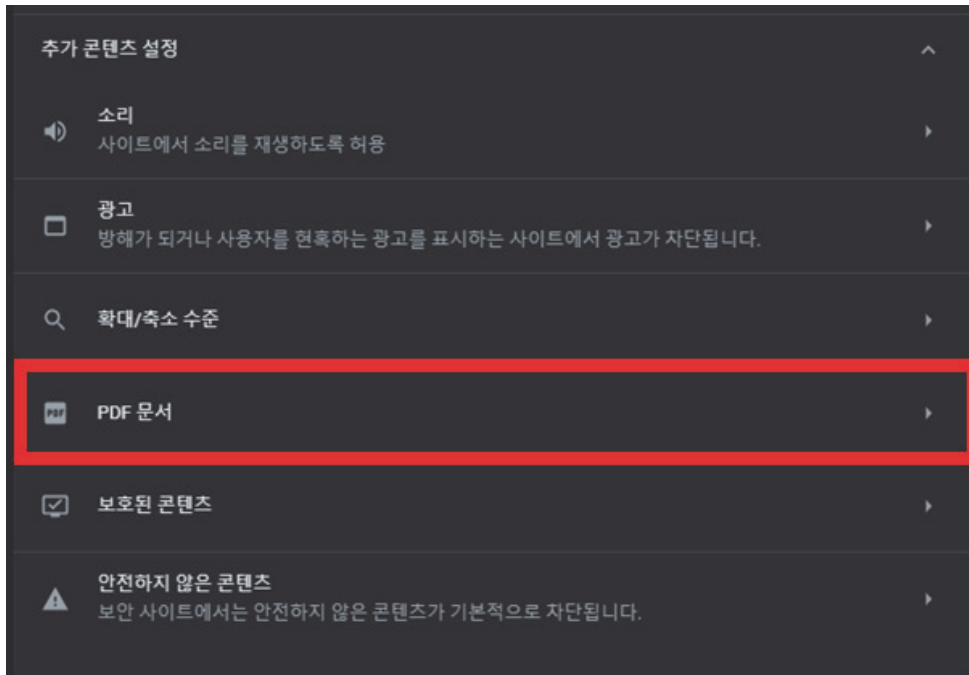 추가 콘텐츠 설정
소리
사이트에서 소리를 재생하도록 허용
광고
방해가 되거나 사용자를 현혹하는 광고를 표시하는 사이트에서 광고가 차단됩니다.
확대/축소 수준
PDF
PDF 문서
보호된 콘텐츠
안전하지 않은 콘텐츠
보안 사이트에서는 안전하지 않은 콘텐츠가 기본적으로 차단됩니다.